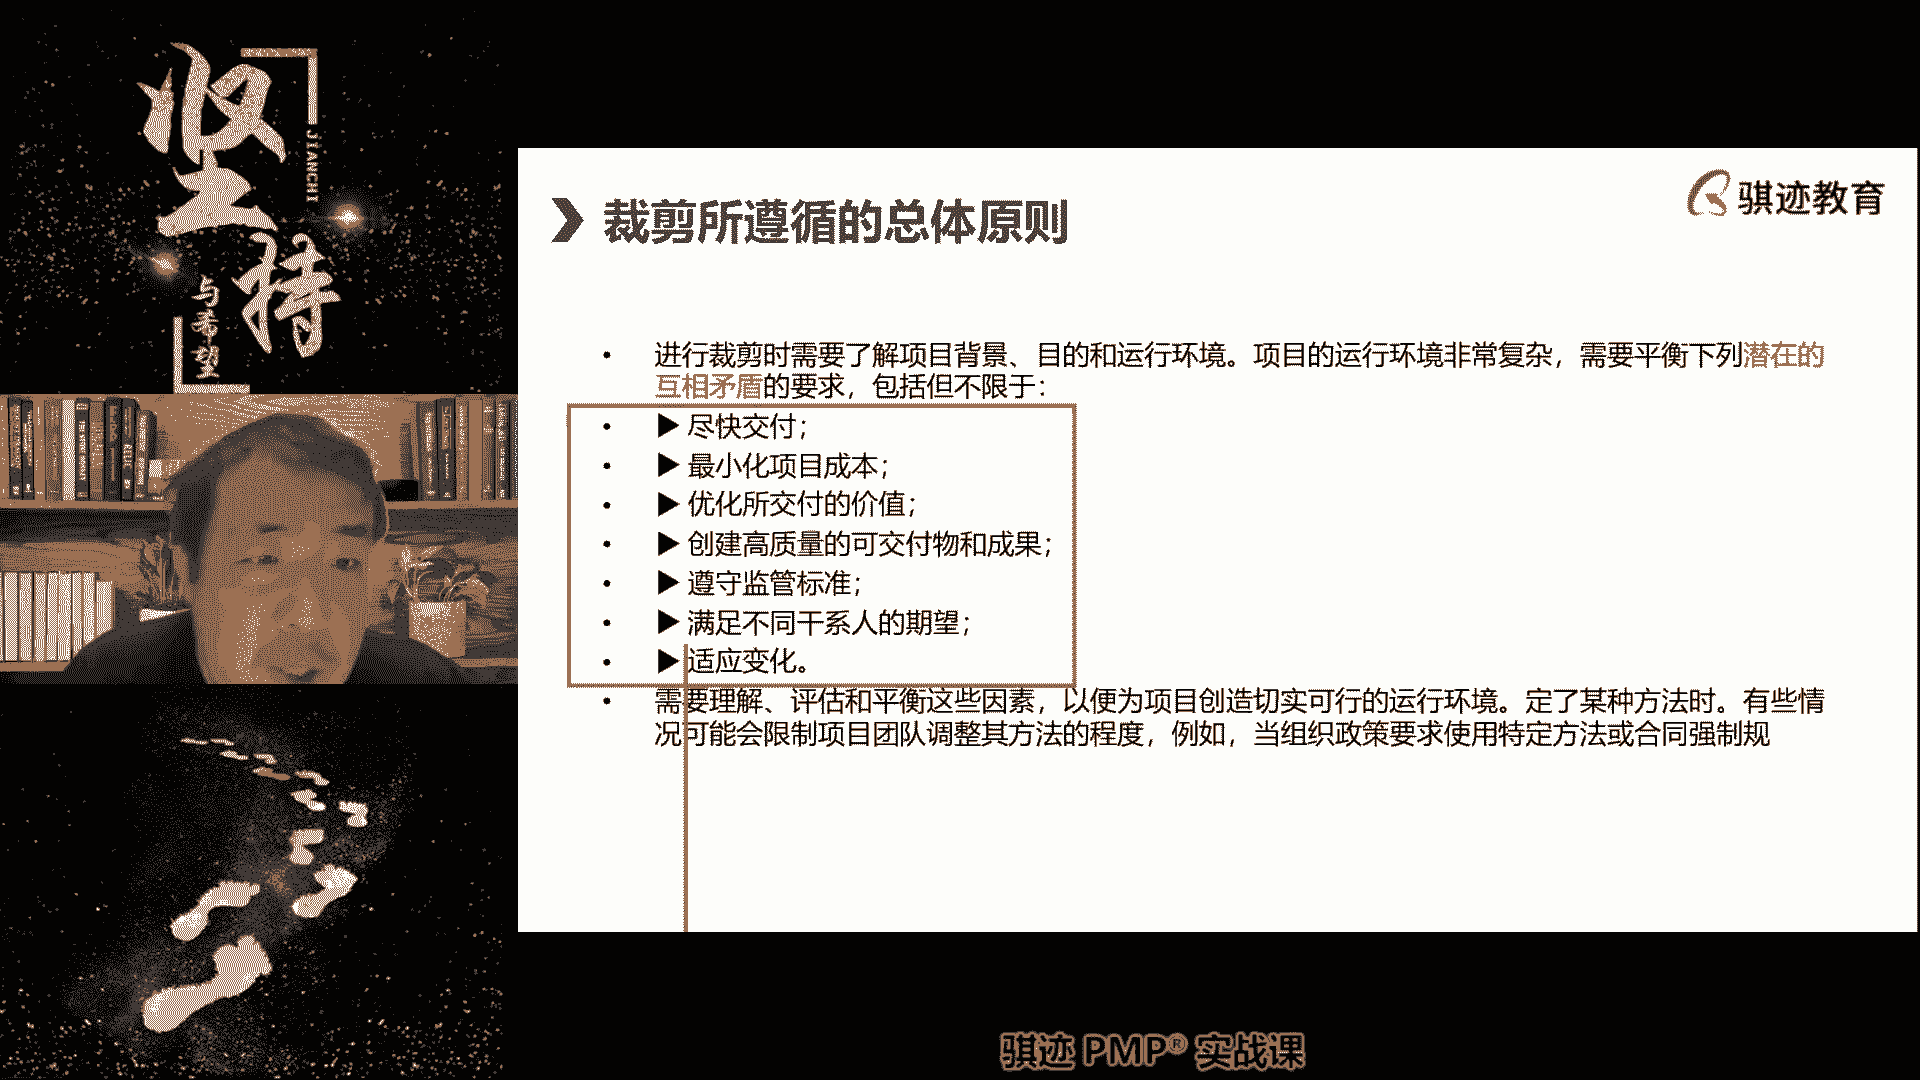 坚持
JIANCHI
与希望
骐迹教育
裁剪所遵循的总体原则
• 进行裁剪时需要了解项目背景、目的和运行环境。项目的运行环境非常复杂，需要平衡下列潜在的
互相矛盾的要求，包括但不限于：
• ▶ 尽快交付；
• ▶ 最小化项目成本；
• ▶ 优化所交付的价值；
• ▶ 创建高质量的可交付物和成果；
• ▶ 遵守监管标准；
• ▶ 满足不同干系人的期望；
• ▶ 适应变化。
• 需要理解、评估和平衡这些因素，以便为项目创造切实可行的运行环境。定了某种方法时。有些情
况可能会限制项目团队调整其方法的程度，例如，当组织政策要求使用特定方法或合同强制规
骐迹 PMP® 实战课